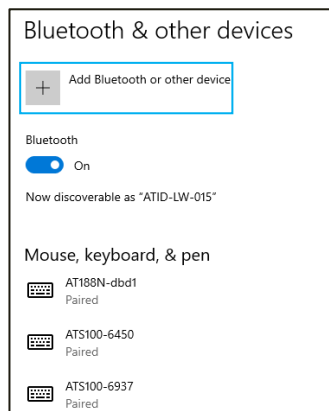 Bluetooth & other devices
Add Bluetooth or other device
Bluetooth
On
Now discoverable as “ATID-LW-015”
Mouse, keyboard, & pen
AT188N-dbd1
Paired
ATS100-6450
Paired
ATS100-6937
Paired